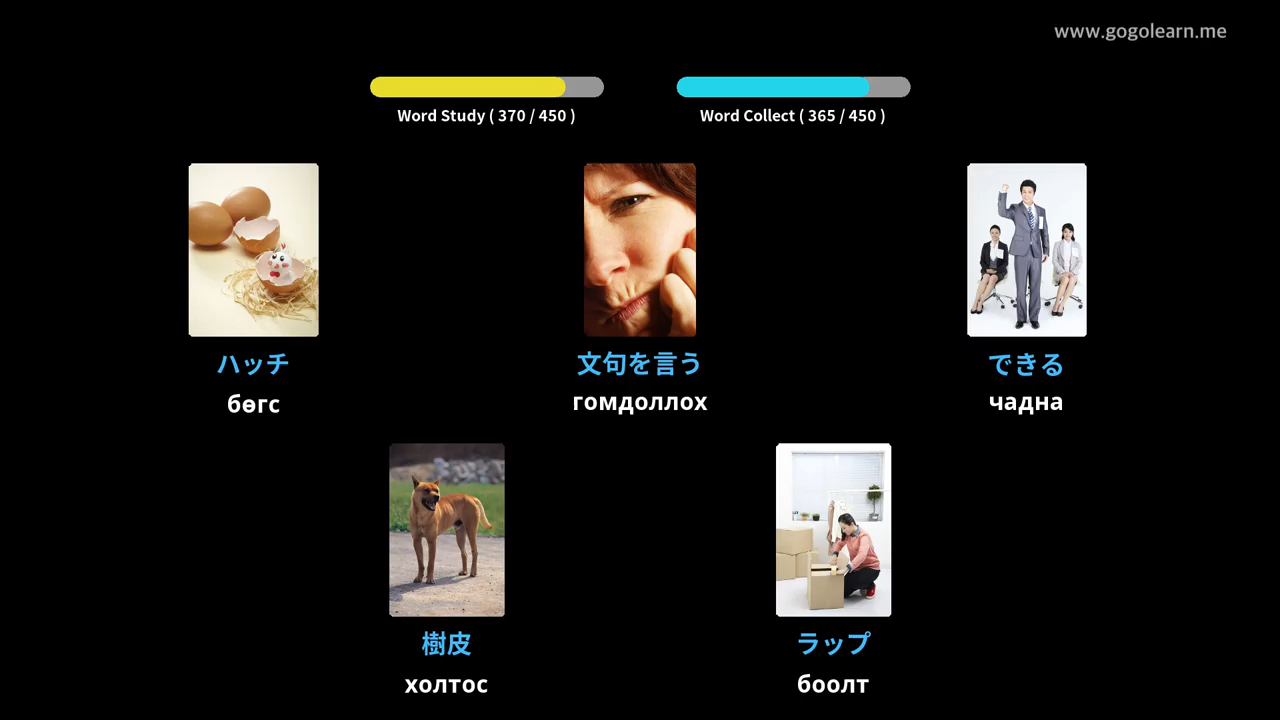 www.gogolearn.me
Word Study ( 370 / 450 )
Word Collect ( 365 / 450 )
ハッチ
бөгс
文句を言う
гомдоллох
できる
чадна
樹皮
холтос
ラップ
боолт